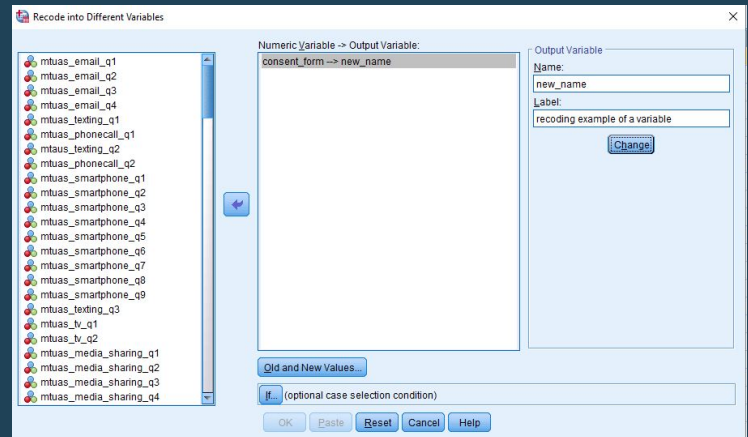 Recode into Different Variables
mtuas_email_q1
mtuas_email_q2
mtuas_email_q3
mtuas_email_q4
mtuas_texting_q1
mtuas_phonecall_q1
mtaus_texting_q2
mtuas_phonecall_q2
mtuas_smartphone_q1
mtuas_smartphone_q2
mtuas_smartphone_q3
mtuas_smartphone_q4
mtuas_smartphone_q5
mtuas_smartphone_q6
mtuas_smartphone_q7
mtuas_smartphone_q8
mtuas_smartphone_q9
mtuas_texting_q3
mtuas_tv_q1
mtuas_tv_q2
mtuas_media_sharing_q1
mtuas_media_sharing_q2
mtuas_media_sharing_q3
mtuas_media_sharing_q4
Numeric Variable -> Output Variable:
consent_form --> new_name
Output Variable
Name:
new_name
Label:
recoding example of a variable
Change
Old and New Values...
If... (optional case selection condition)
OK Paste Reset Cancel Help